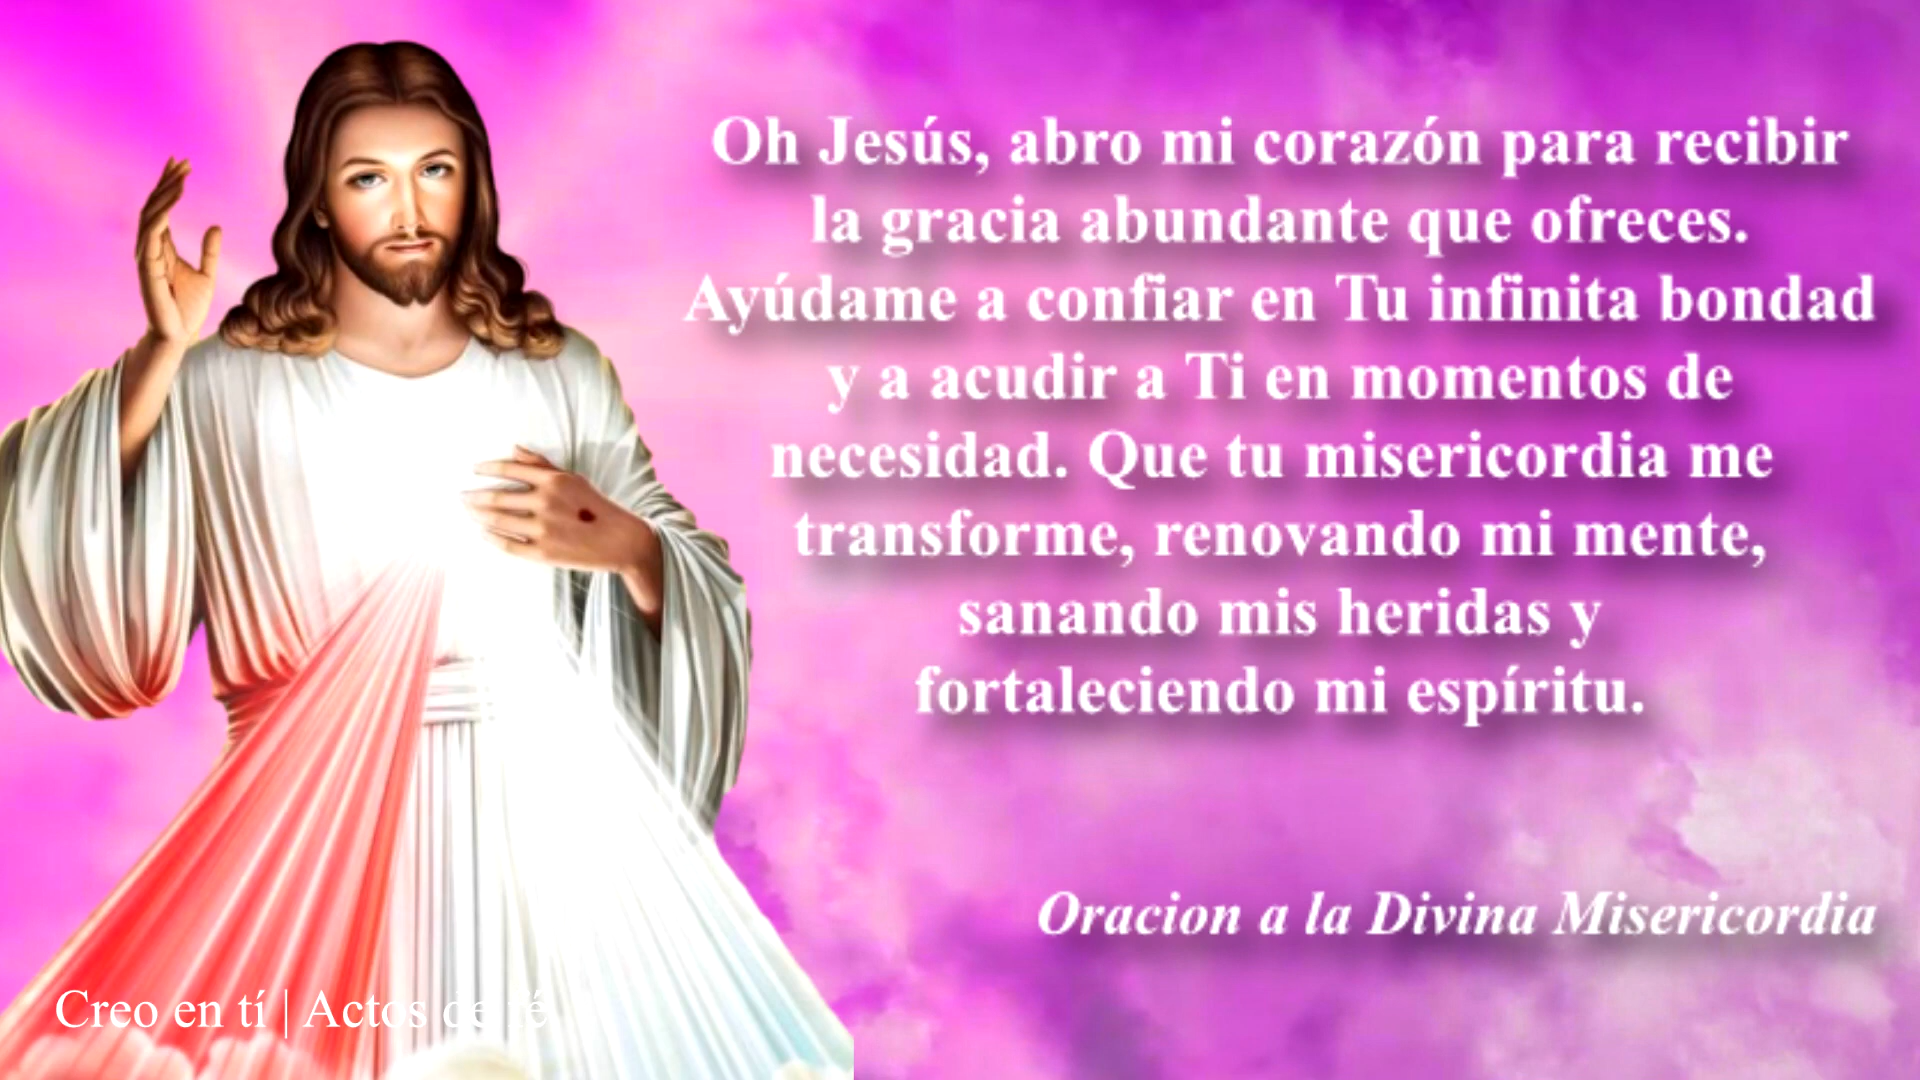 Oh Jesús, abro mi corazón para recibir
la gracia abundante que ofreces.
Ayúdame a confiar en Tu infinita bondad
y a acudir a Ti en momentos de
necesidad. Que tu misericordia me
transforme, renovando mi mente,
sanando mis heridas y
fortaleciendo mi espíritu.
Oracion a la Divina Misericordia
Creo en tí | Actos de fé